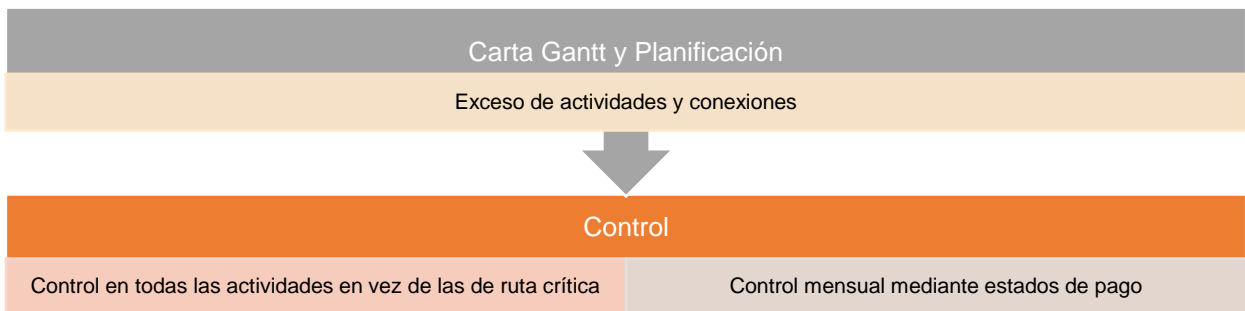 Carta Gantt y Planificación
Exceso de actividades y conexiones
Control
Control en todas las actividades en vez de las de ruta crítica
Control mensual mediante estados de pago